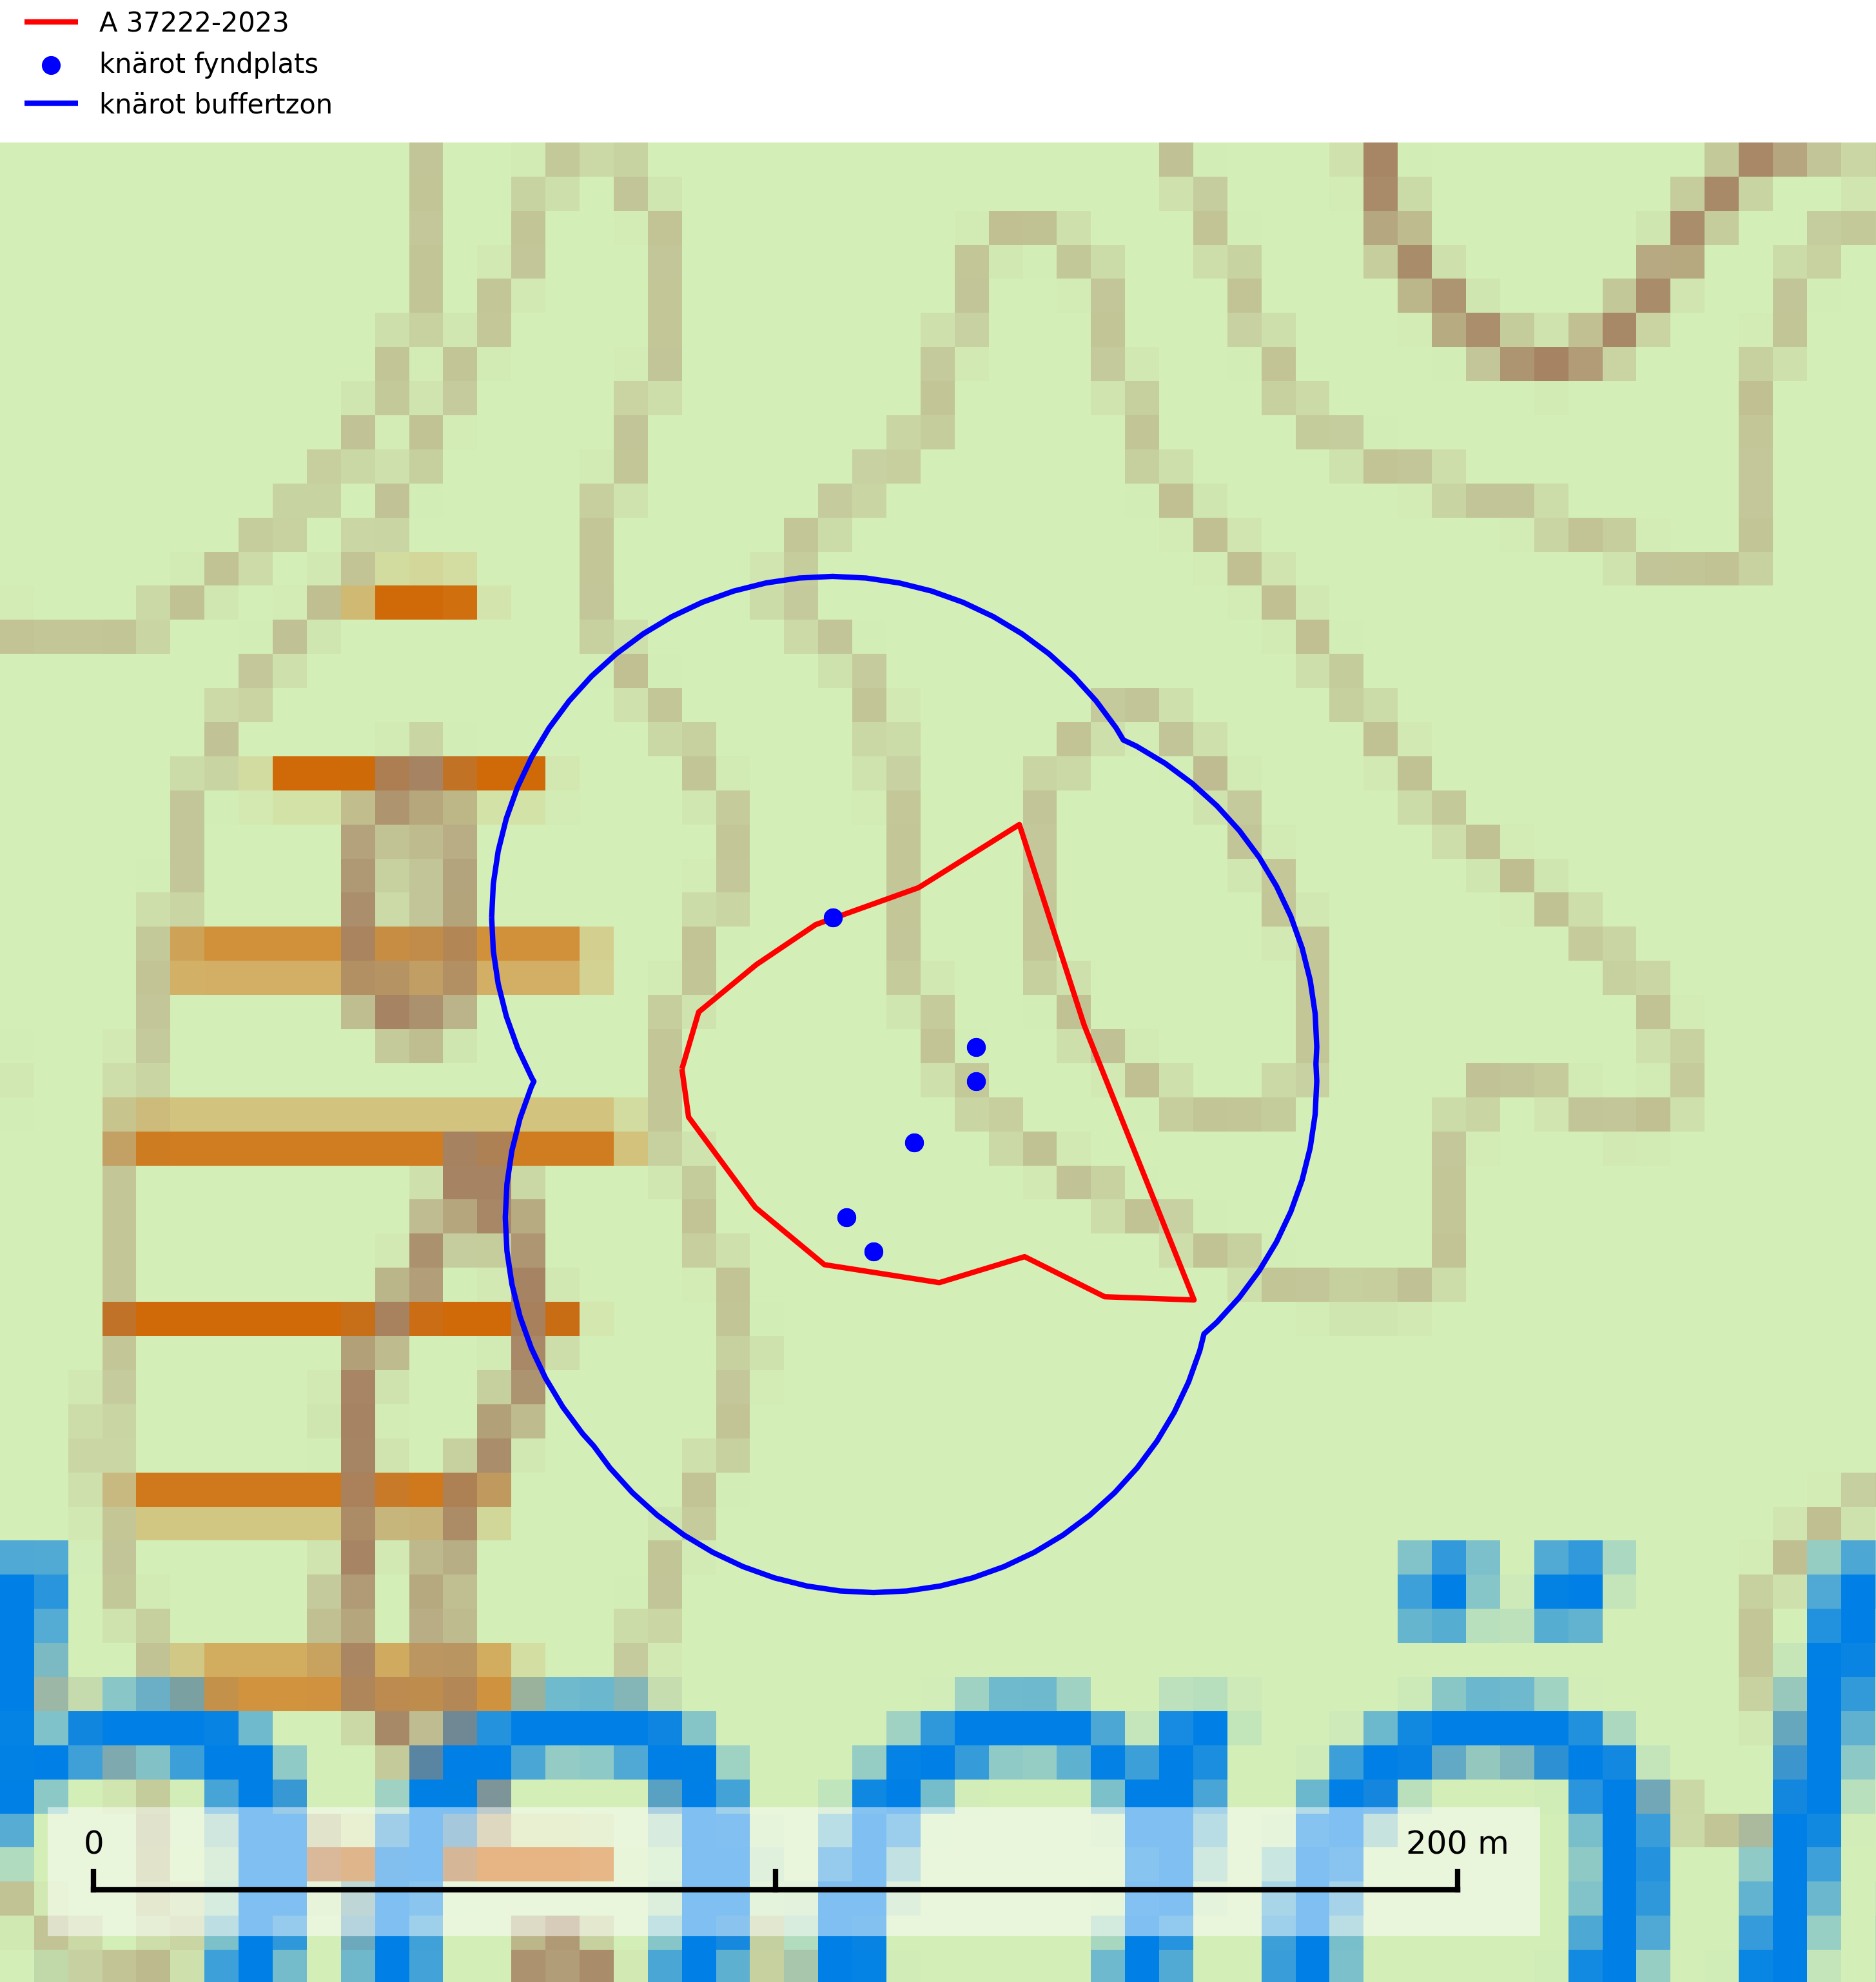 A 37222-2023
knärot fyndplats
knärot buffertzon
0
200 m